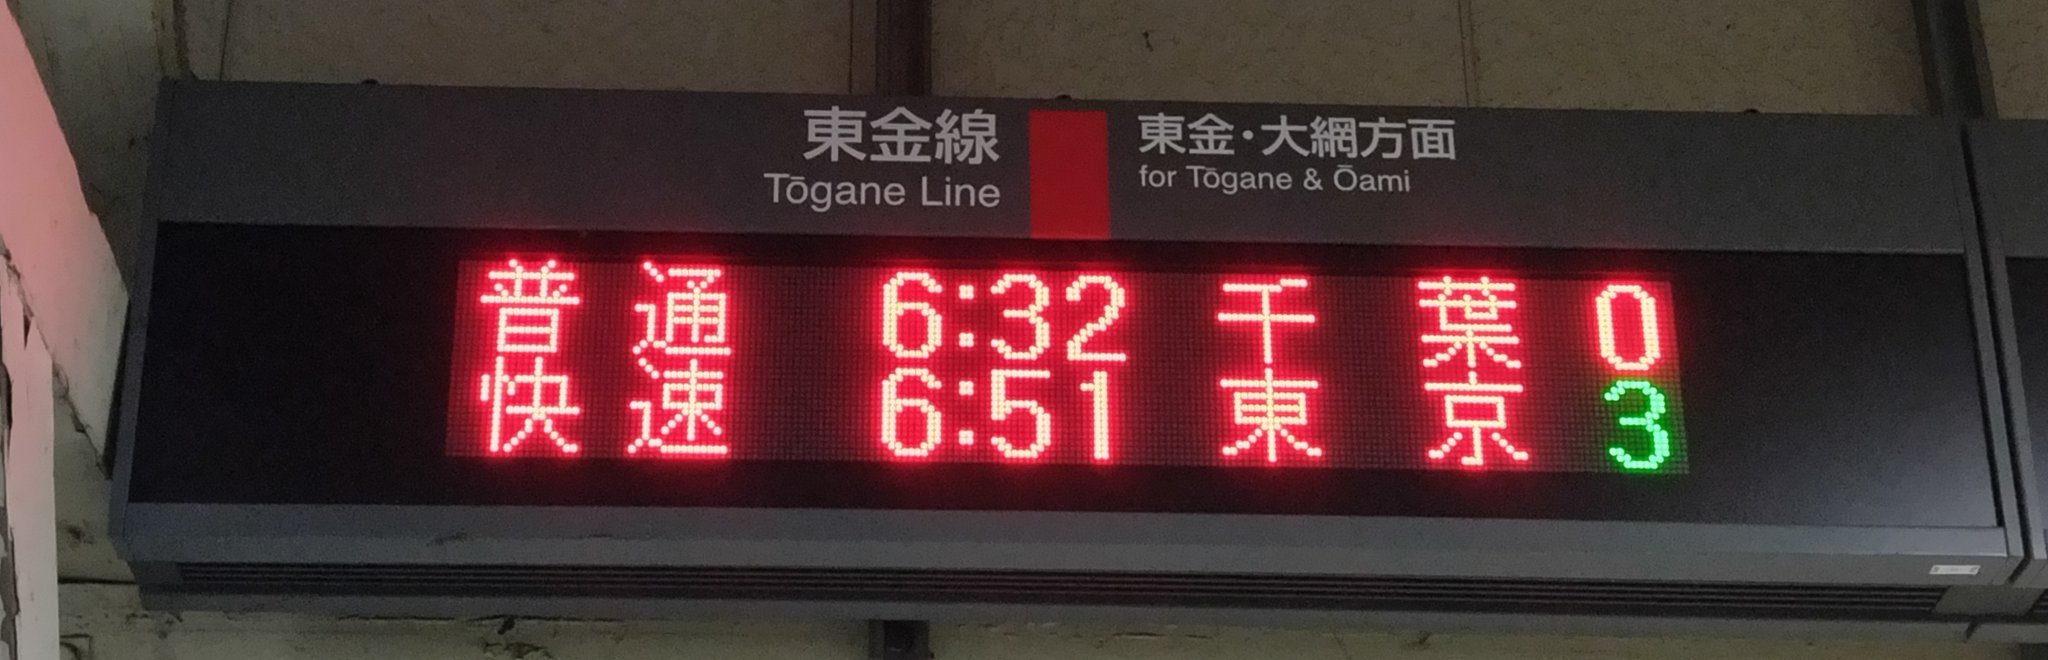 東金線
Tōgane Line
東金・大網方面
for Tōgane & Ōami
普通 6:32 千葉 0
快速 6:51 東京 3